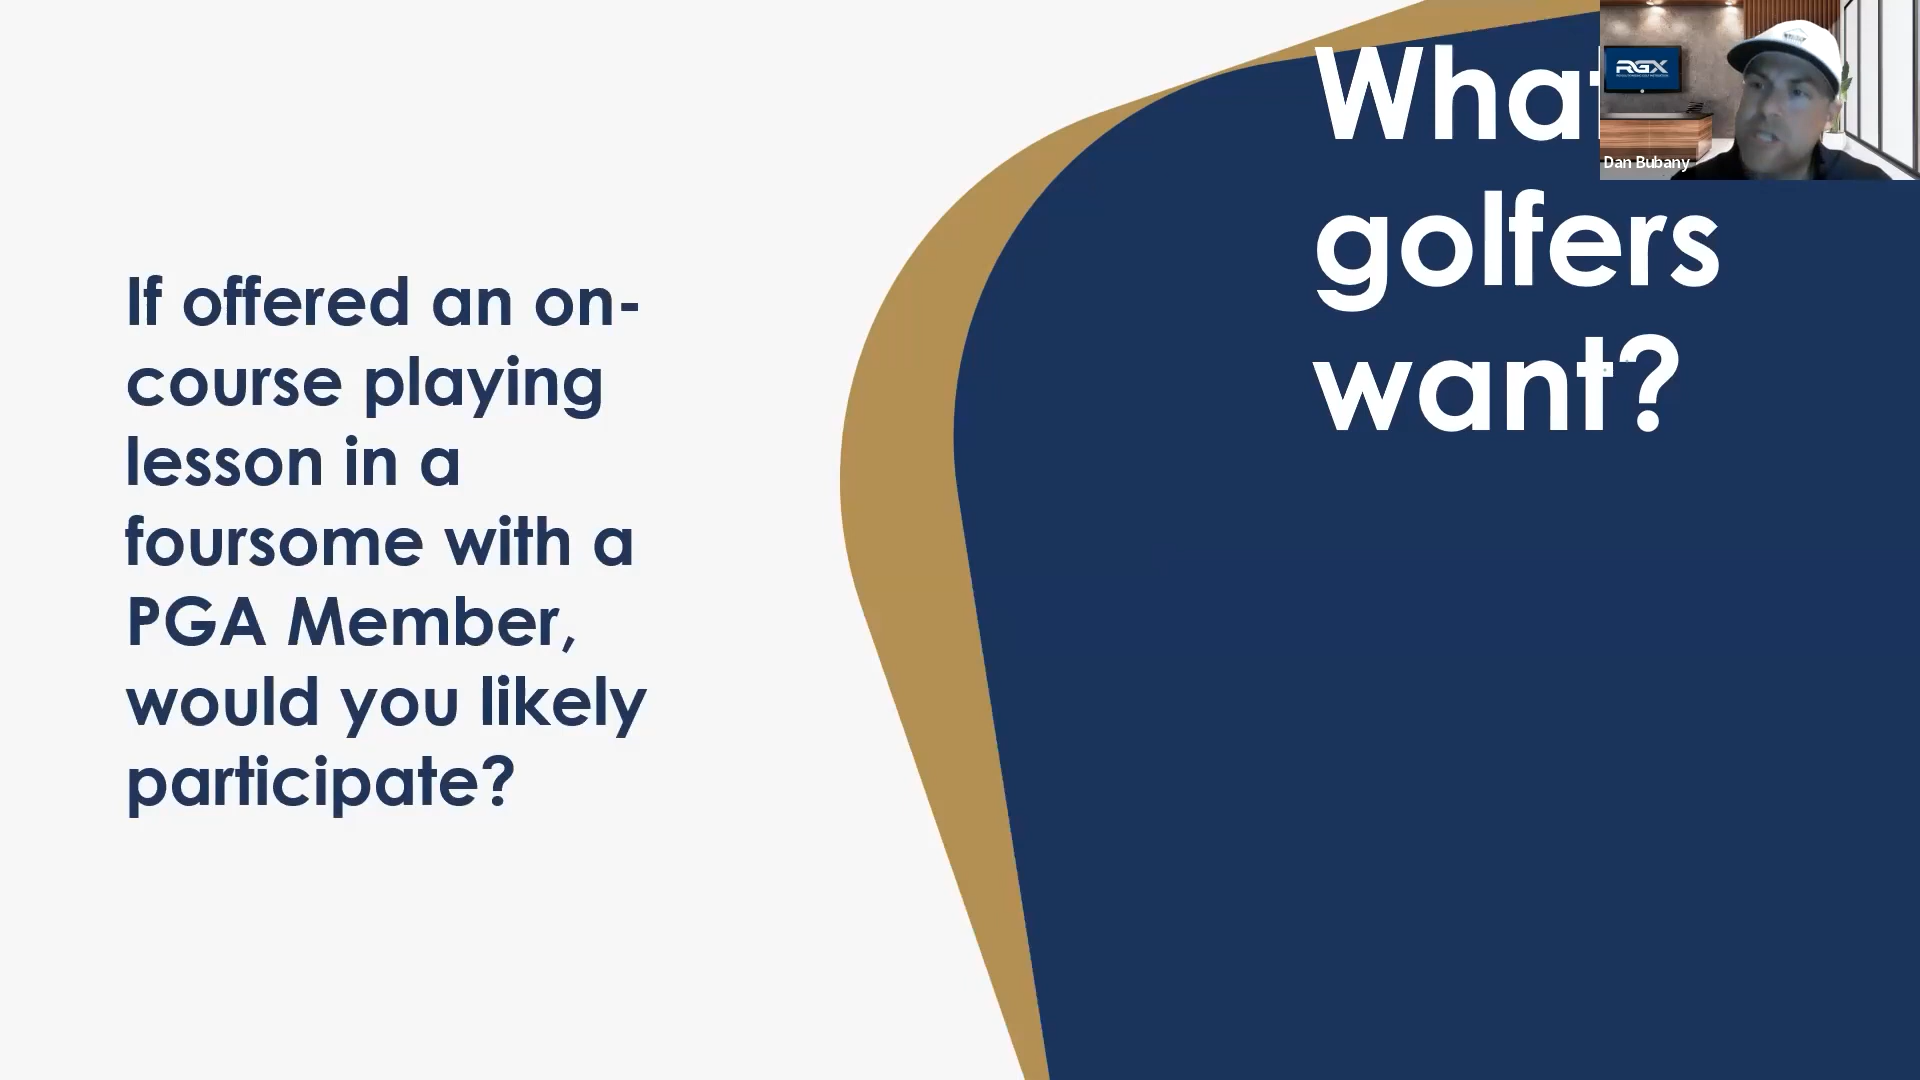 If offered an on-
course playing
lesson in a
foursome with a
PGA Member,
would you likely
participate?
What
golfers
want?
RGX
Dan Bubany